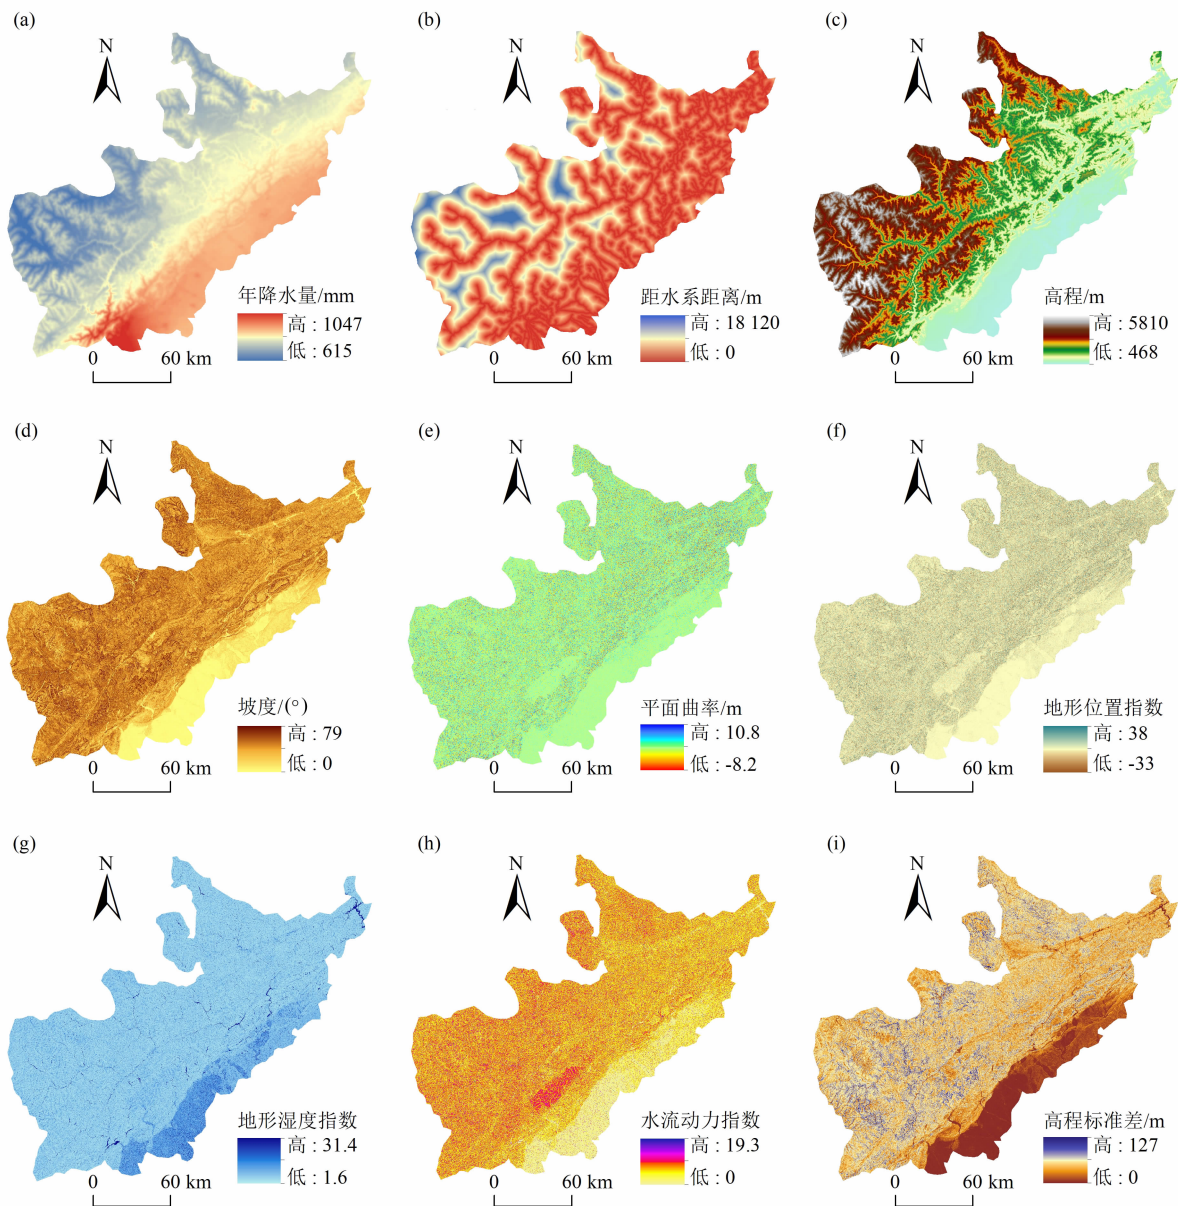 (a)
N
年降水量/mm
高 : 1047
低 : 615
0 60 km
(b)
N
距水系距离/m
高 : 18 120
低 : 0
0 60 km
(c)
N
高程/m
高 : 5810
低 : 468
0 60 km
(d)
N
坡度/(°)
高 : 79
低 : 0
0 60 km
(e)
N
平面曲率/m
高 : 10.8
低 : -8.2
0 60 km
(f)
N
地形位置指数
高 : 38
低 : -33
0 60 km
(g)
N
地形湿度指数
高 : 31.4
低 : 1.6
0 60 km
(h)
N
水流动力指数
高 : 19.3
低 : 0
0 60 km
(i)
N
高程标准差/m
高 : 127
低 : 0
0 60 km